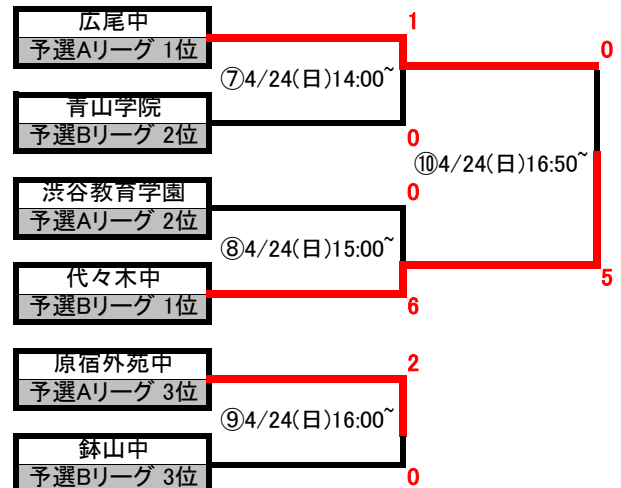 広尾中
予選Aリーグ 1位
1
⑦4/24(日)14:00~
0
青山学院
予選Bリーグ 2位
0
⑩4/24(日)16:50~
渋谷教育学園
予選Aリーグ 2位
0
⑧4/24(日)15:00~
代々木中
予選Bリーグ 1位
6
5
原宿外苑中
予選Aリーグ 3位
2
⑨4/24(日)16:00~
鉢山中
予選Bリーグ 3位
0